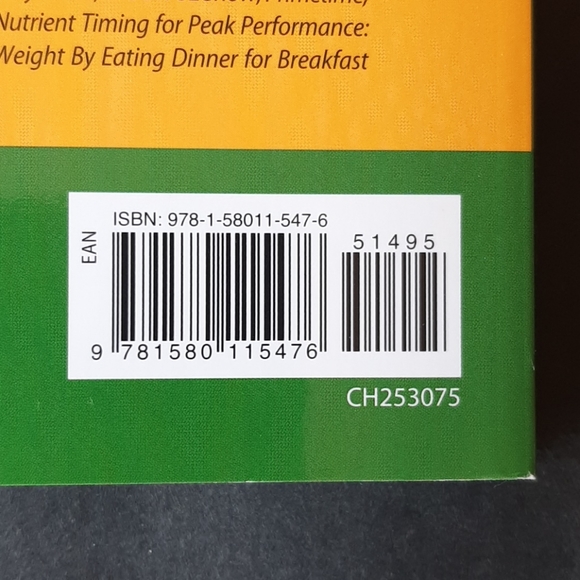 Nutrient Timing for Peak Performance:
Weight By Eating Dinner for Breakfast
EAN
ISBN: 978-1-58011-547-6
51495
9 781580 115476
CH253075